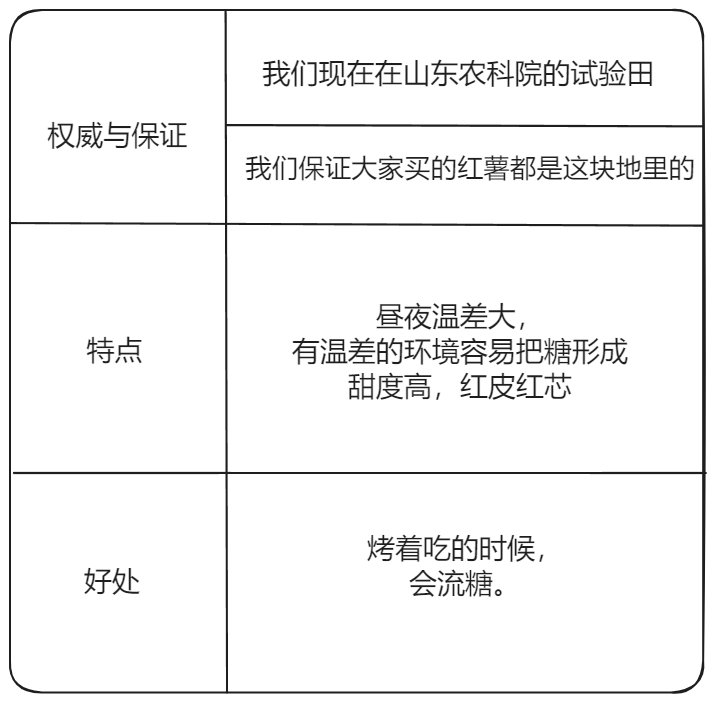 权威与保证
我们现在在山东农科院的试验田
我们保证大家买的红薯都是这块地里的
特点
昼夜温差大，
有温差的环境容易把糖形成
甜度高，红皮红芯
好处
烤着吃的时候，
会流糖。